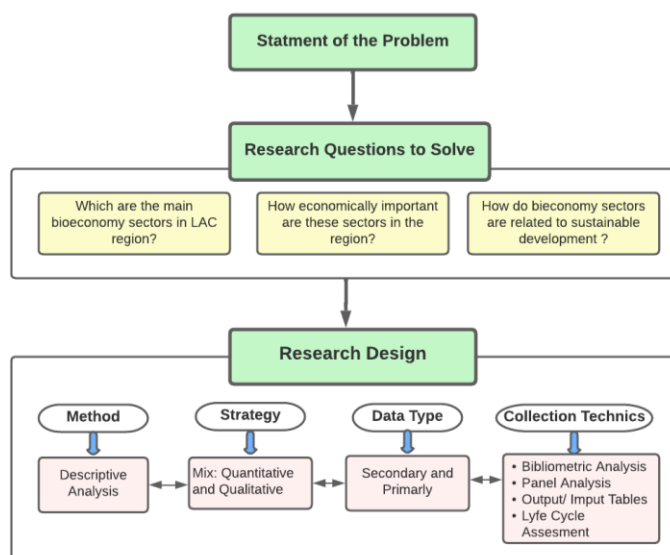 Statment of the Problem
Research Questions to Solve
Which are the main
bioeconomy sectors in LAC
region?
How economically important
are these sectors in the
region?
How do bieconomy sectors
are related to sustainable
development ?
Research Design
Method
Strategy
Data Type
Collection Technics
Descriptive
Analysis
Mix: Quantitative
and Qualitative
Secondary and
Primarly
• Bibliometric Analysis
• Panel Analysis
• Output/ Imput Tables
• Lyfe Cycle
Assesment